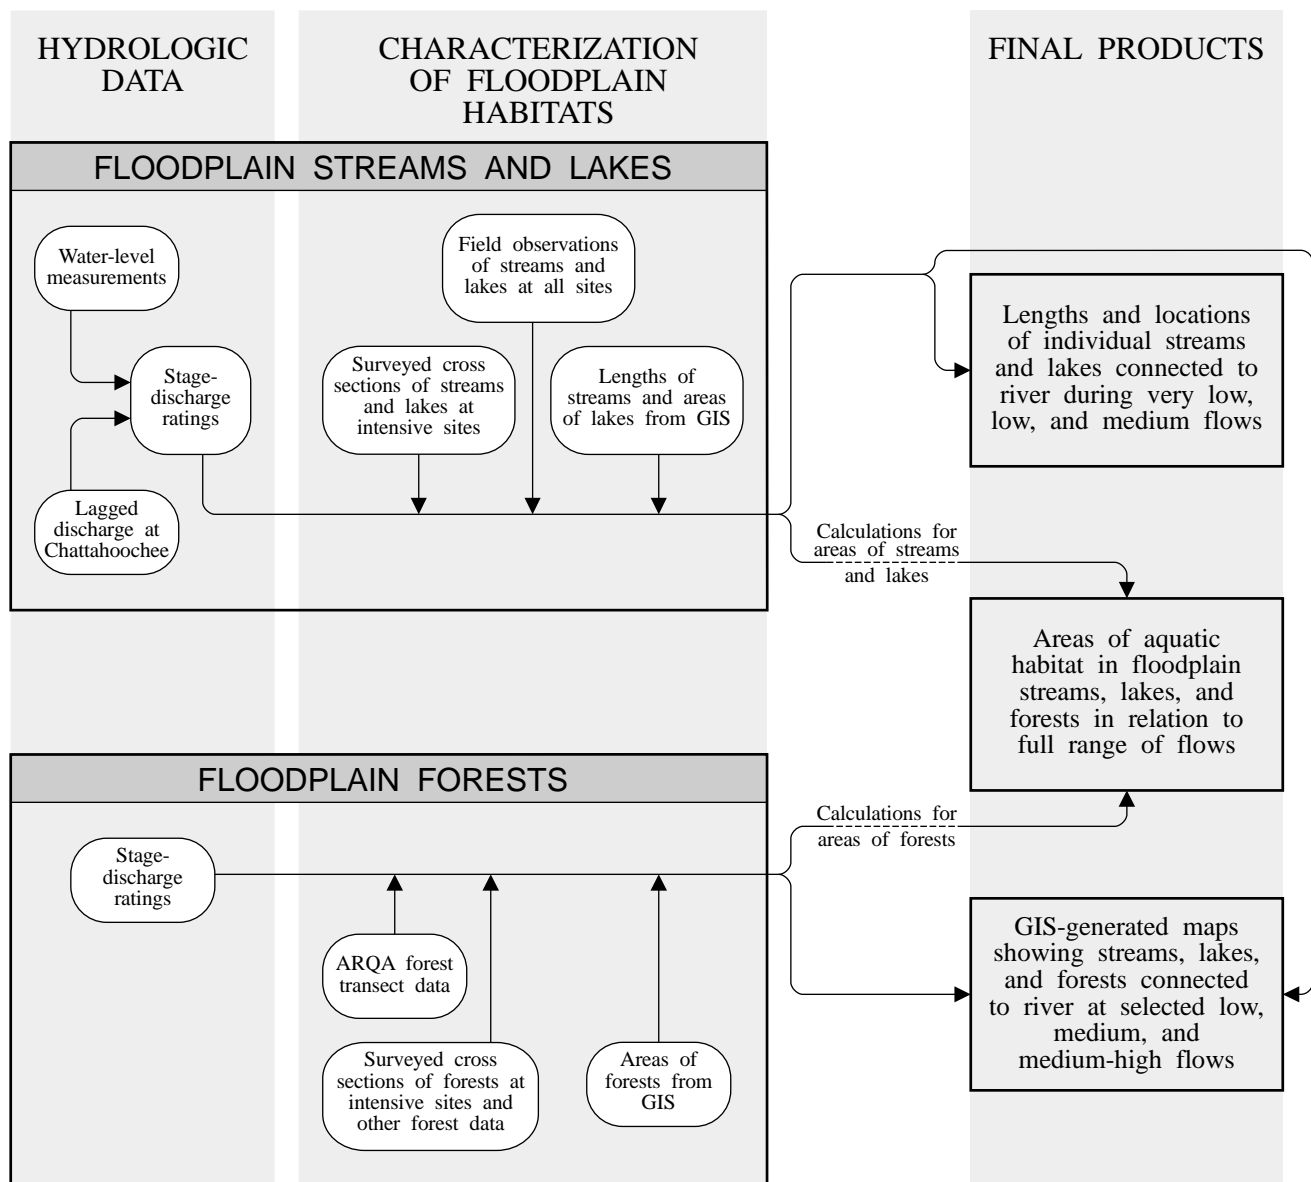 HYDROLOGIC
DATA
CHARACTERIZATION
OF FLOODPLAIN
HABITATS
FINAL PRODUCTS
FLOODPLAIN STREAMS AND LAKES
Water-level
measurements
Stage-
discharge
ratings
Lagged
discharge at
Chattahoochee
Field observations
of streams and
lakes at all sites
Surveyed cross
sections of streams
and lakes at
intensive sites
Lengths of
streams and areas
of lakes from GIS
Lengths and locations
of individual streams
and lakes connected to
river during very low,
low, and medium flows
Calculations for
areas of streams
and lakes
Areas of aquatic
habitat in floodplain
streams, lakes, and
forests in relation to
full range of flows
FLOODPLAIN FORESTS
Stage-
discharge
ratings
ARQA forest
transect data
Surveyed cross
sections of forests at
intensive sites and
other forest data
Areas of
forests from
GIS
Calculations for
areas of forests
GIS-generated maps
showing streams, lakes,
and forests connected
to river at selected low,
medium, and
medium-high flows